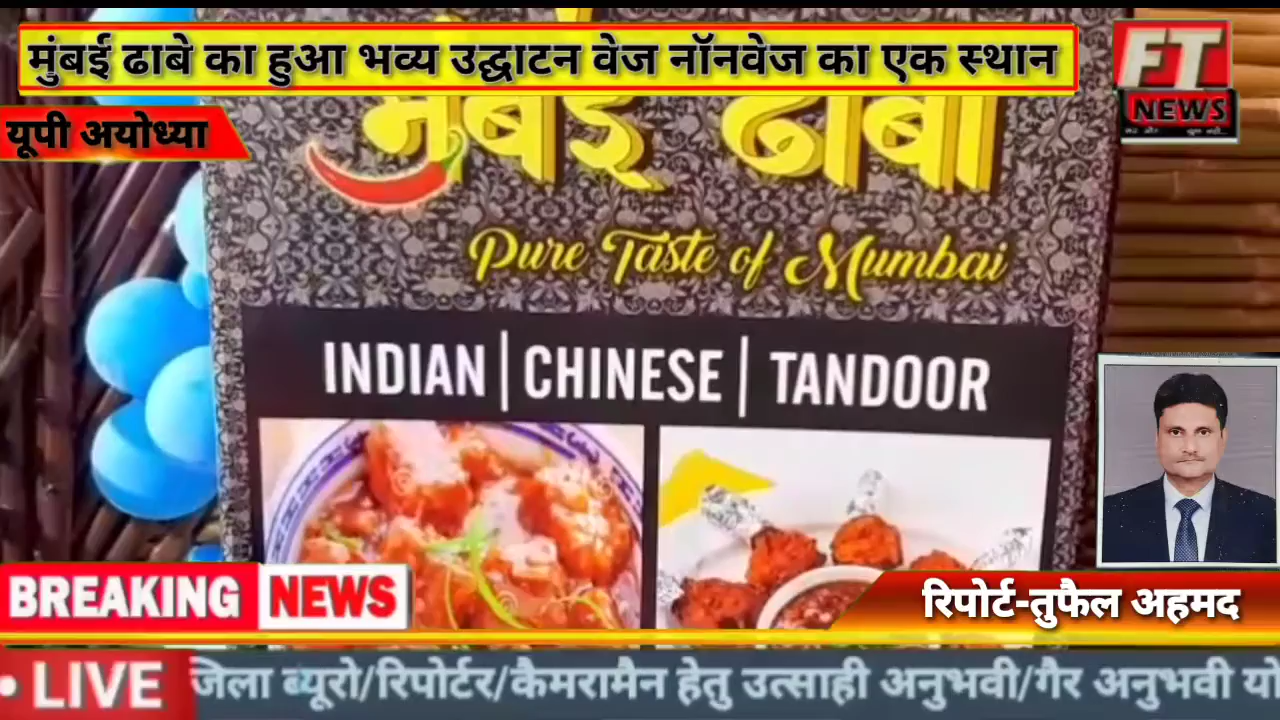 मुंबई ढाबे का हुआ भव्य उद्घाटन वेज नॉनवेज का एक स्थान
FT
NEWS
यूपी अयोध्या
मुंबई ढाबा
Pure Taste of Mumbai
INDIAN | CHINESE | TANDOOR
BREAKING NEWS
रिपोर्ट-तुफैल अहमद
• LIVE
जिला ब्यूरो/रिपोर्टर/कैमरामैन हेतु उत्साही अनुभवी/गैर अनुभवी यो